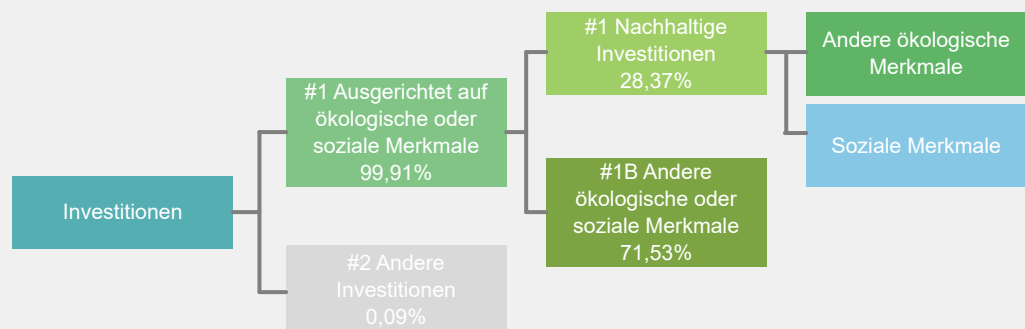 Investitionen
#1 Ausgerichtet auf
ökologische oder
soziale Merkmale
99,91%
#2 Andere
Investitionen
0,09%
#1 Nachhaltige
Investitionen
28,37%
#1B Andere
ökologische oder
soziale Merkmale
71,53%
Andere ökologische
Merkmale
Soziale Merkmale